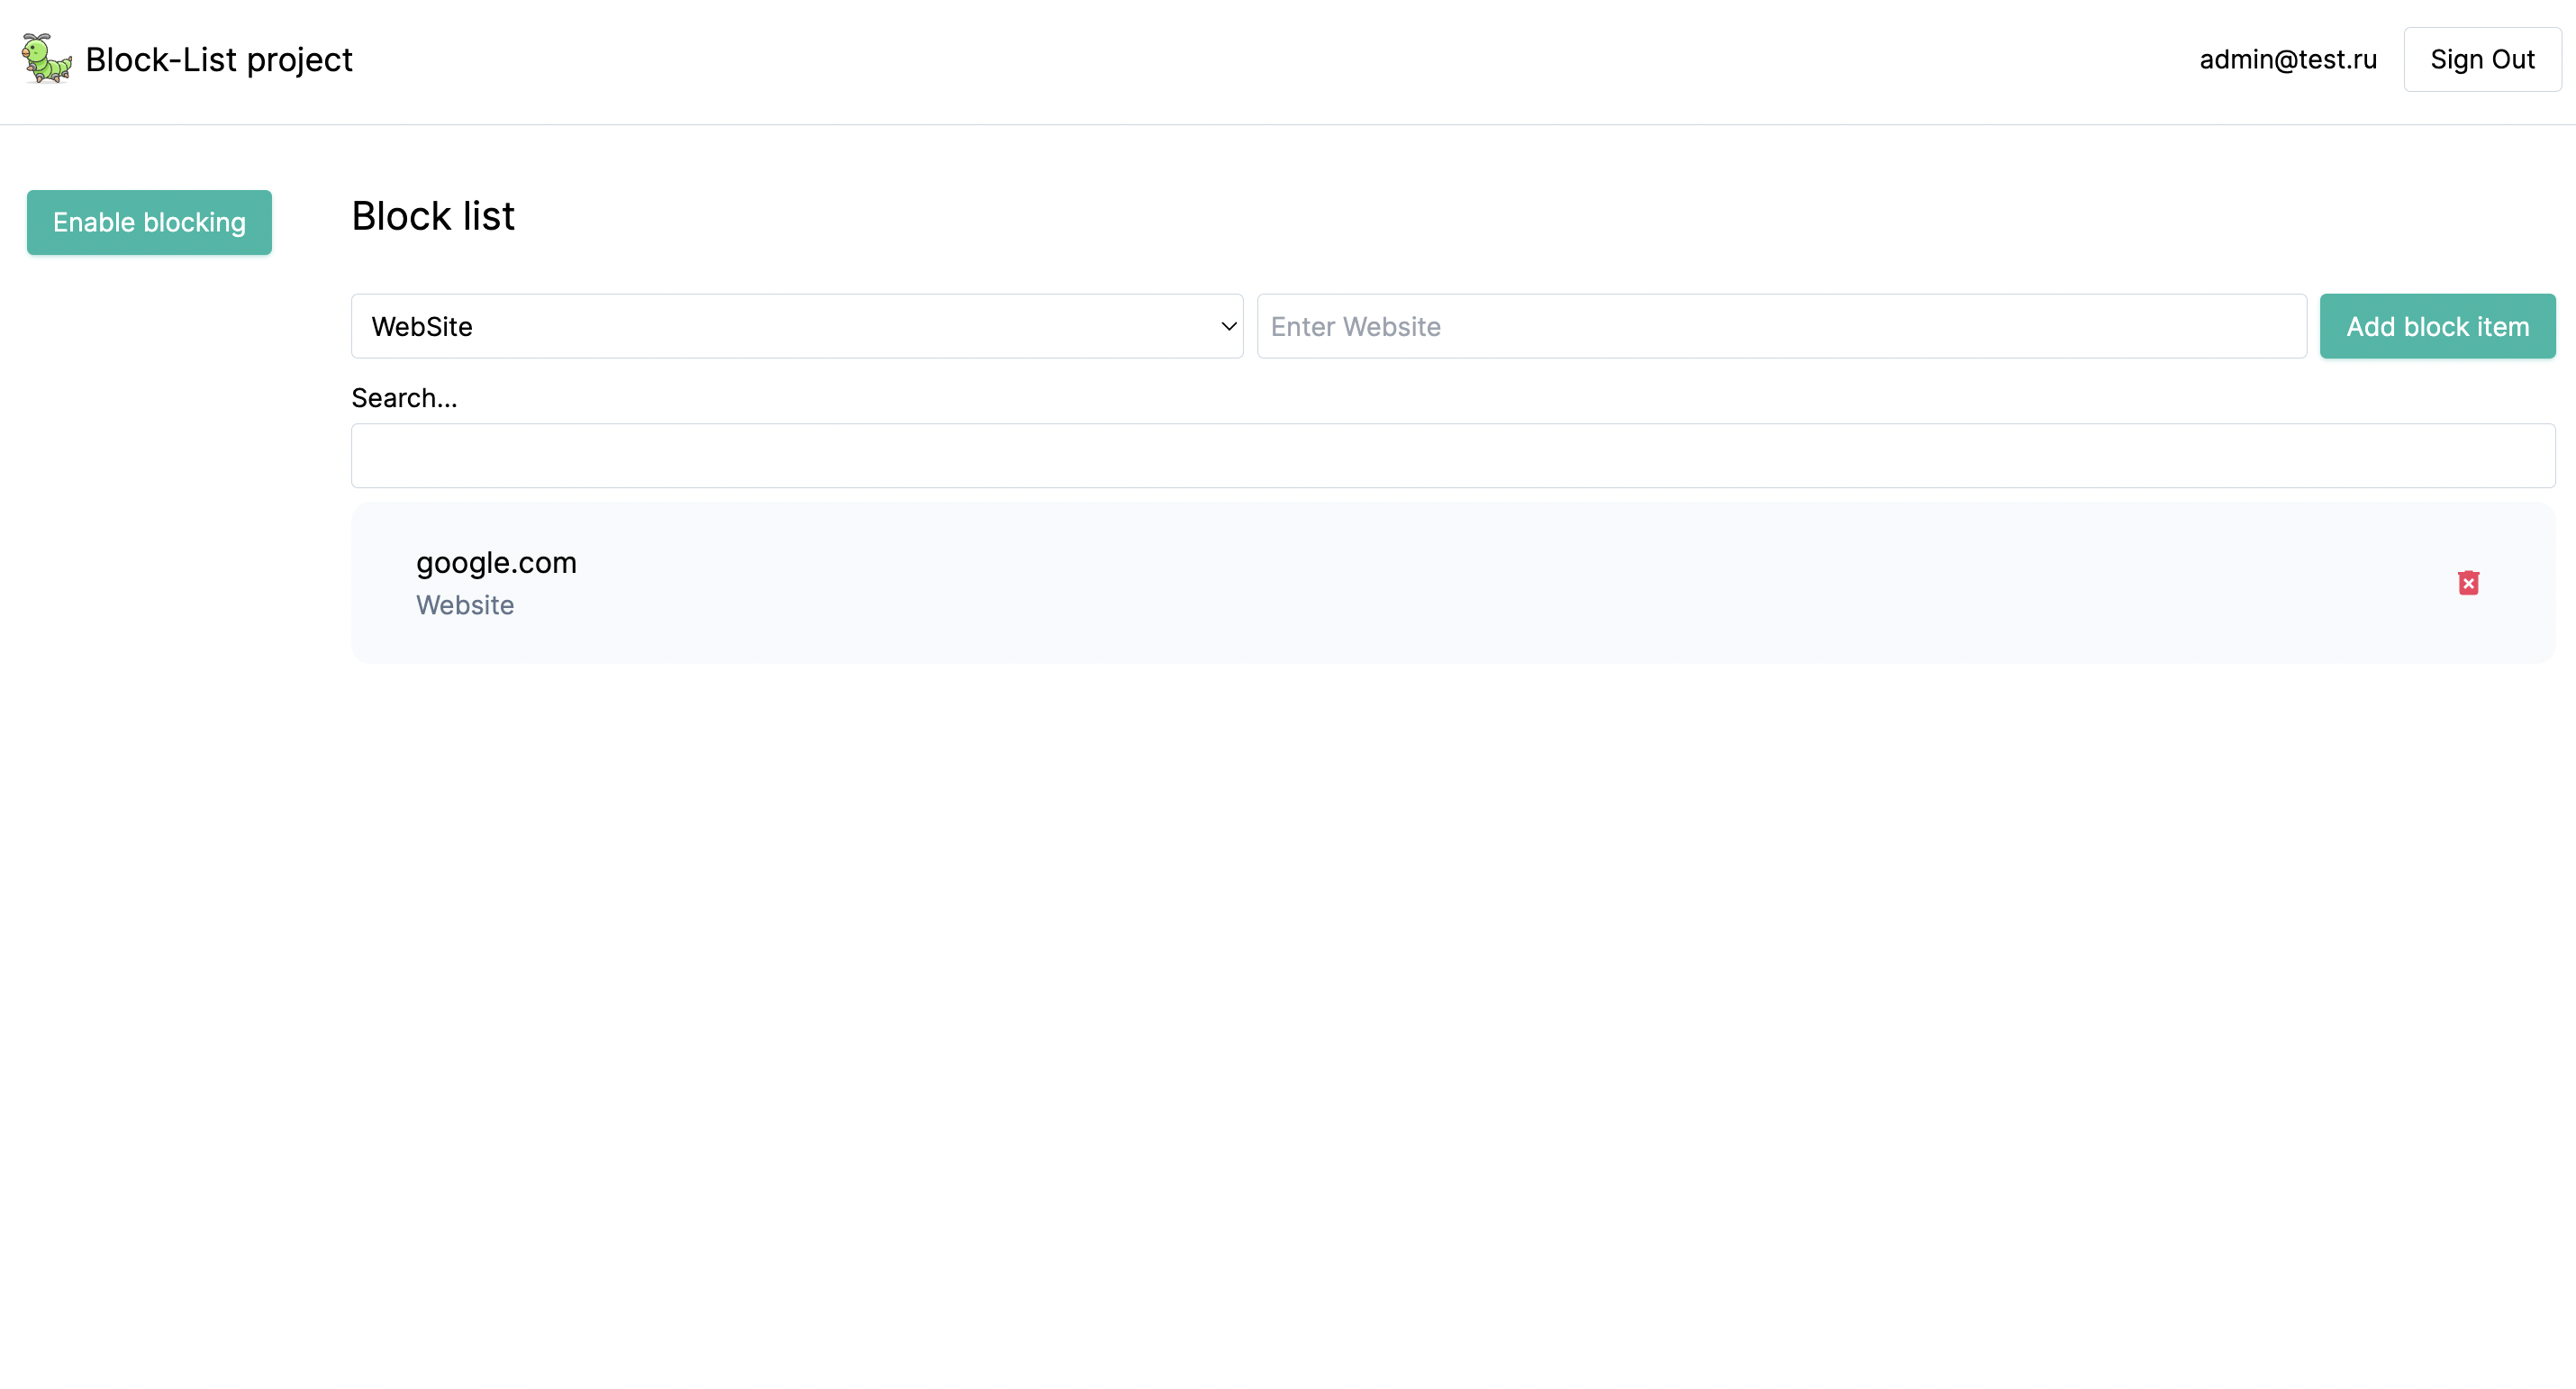 Block-List project
admin@test.ru
Sign Out
Enable blocking
Block list
WebSite
Enter Website
Add block item
Search...
google.com
Website